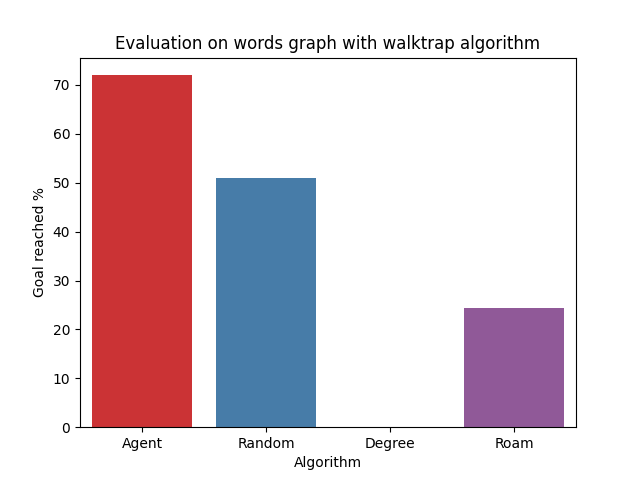 Evaluation on words graph with walktrap algorithm
70
60
50
40
30
20
10
0
Goal reached %
Agent Random Degree Roam
Algorithm